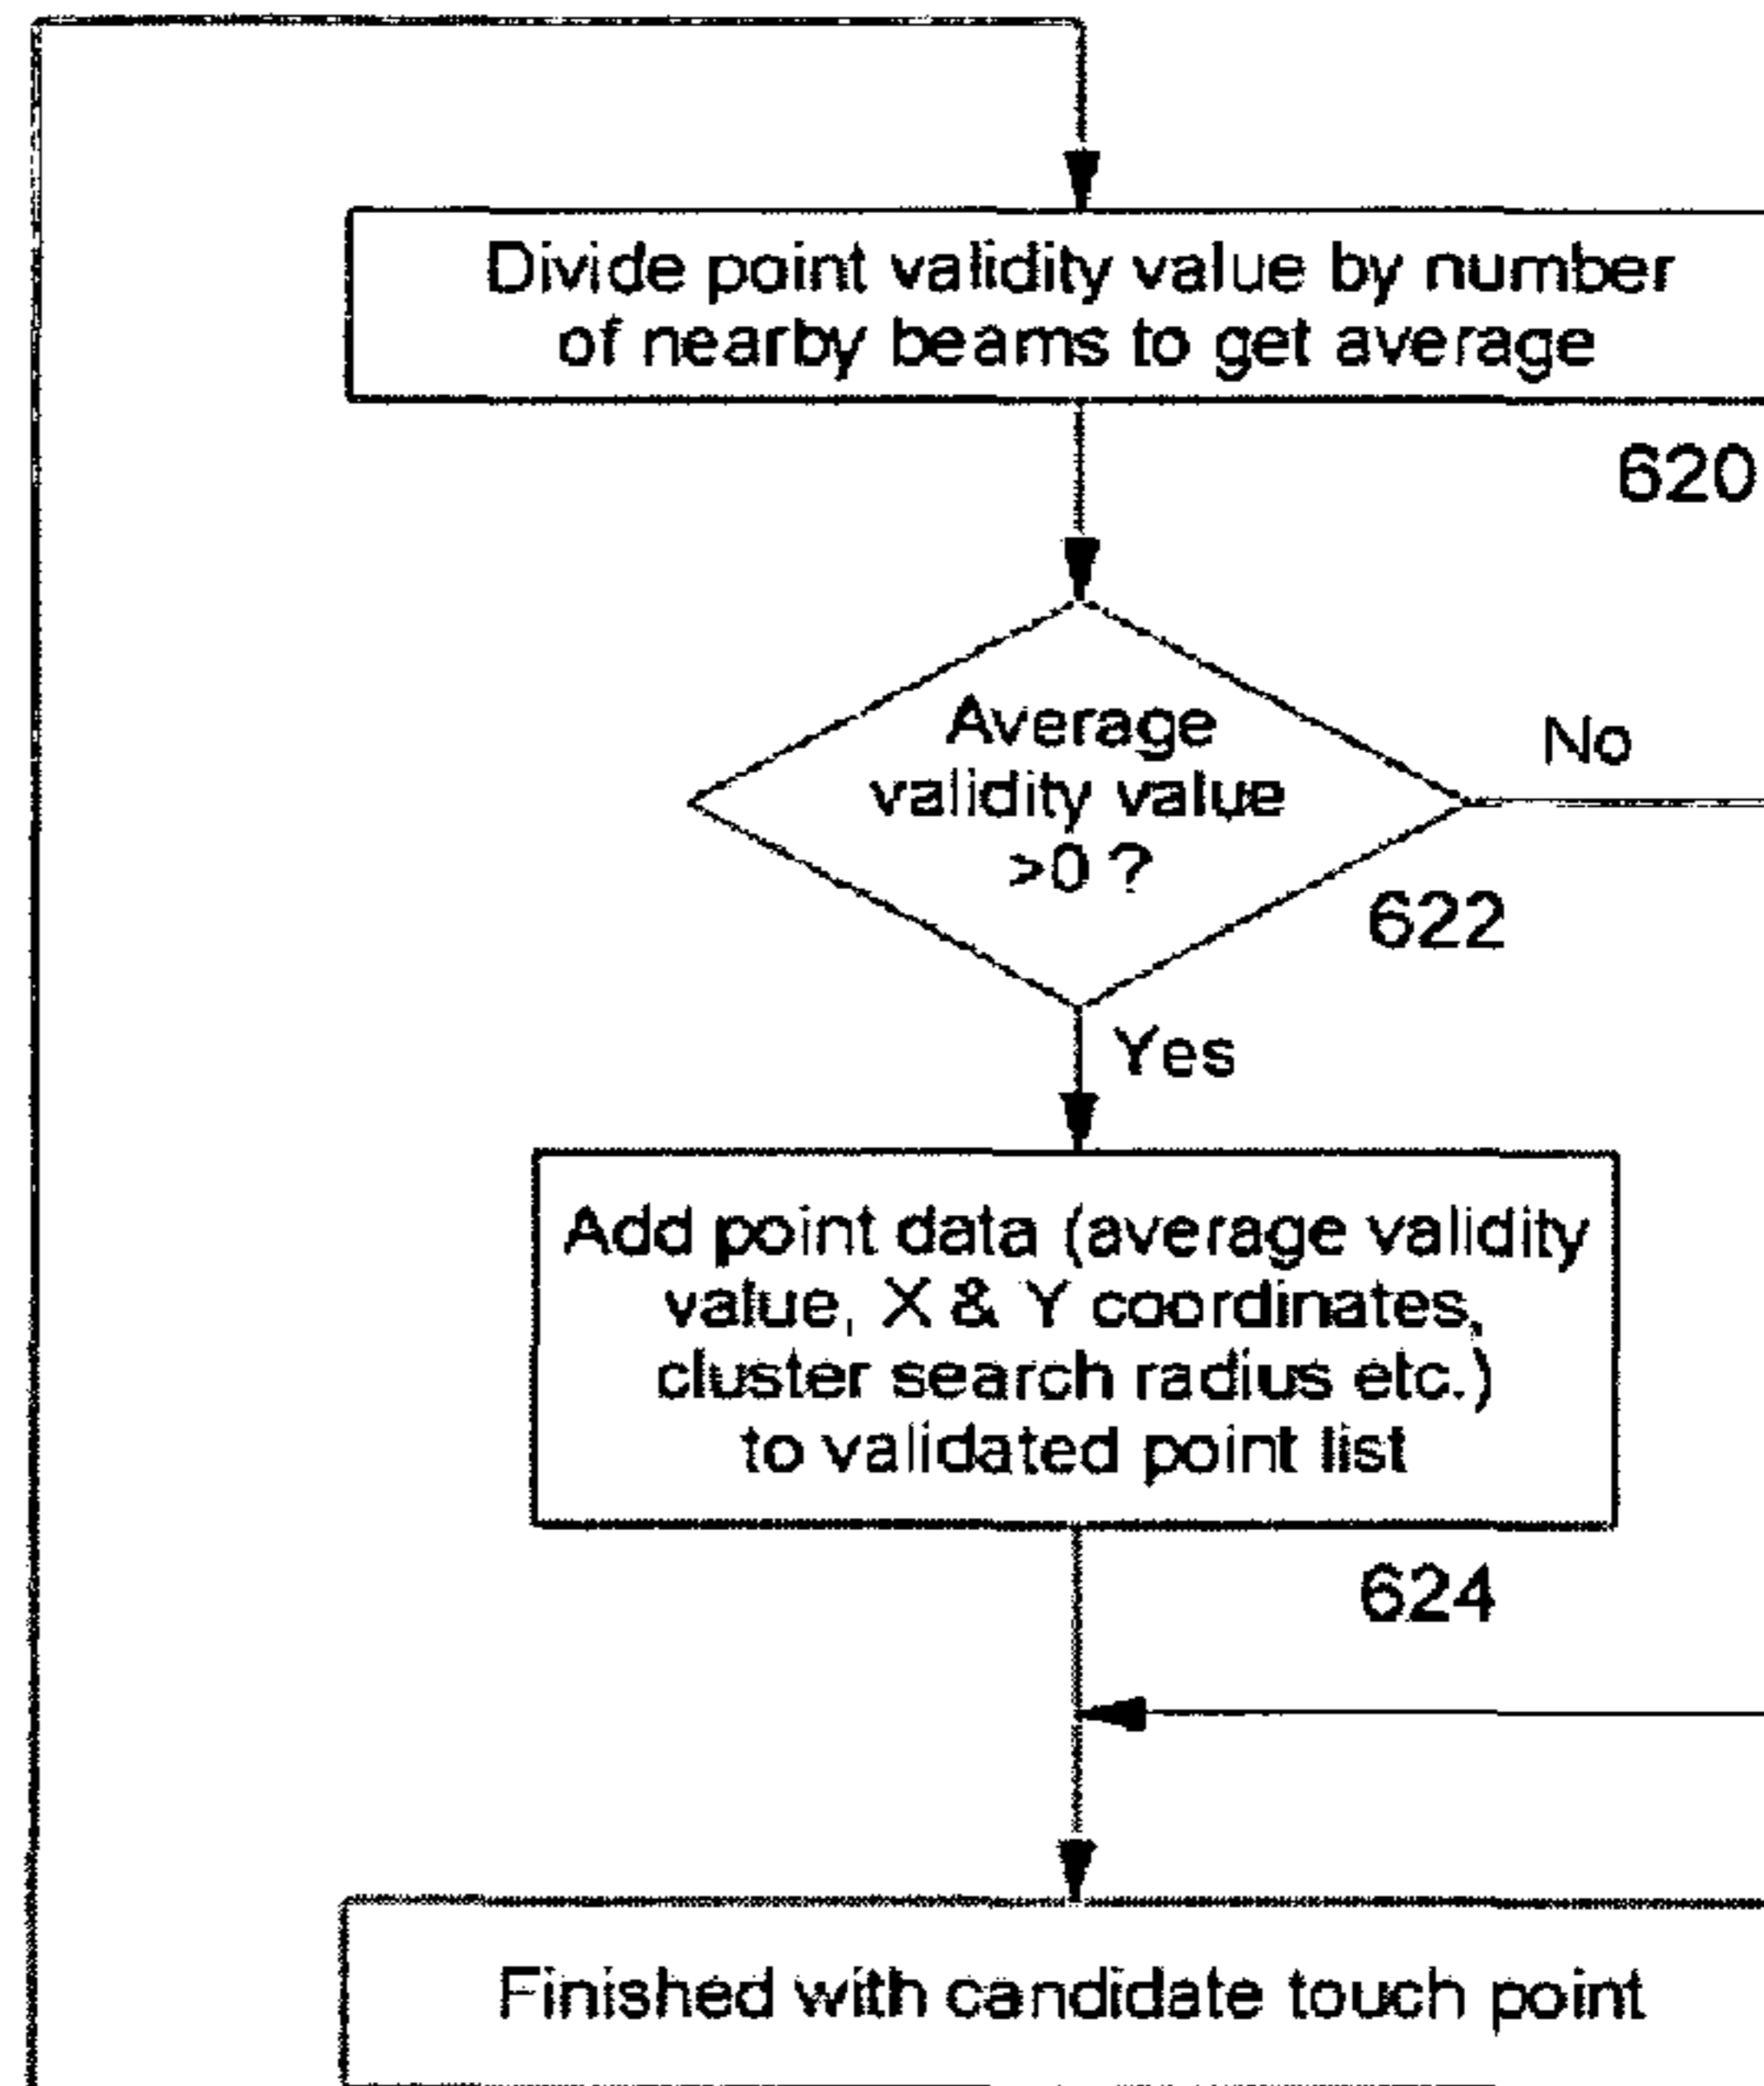 Divide point validity value by number
of nearby beams to get average
620
Average
validity value
>0 ?
No
622
Yes
Add point data (average validity
value, X & Y coordinates,
cluster search radius etc.)
to validated point list
624
Finished with candidate touch point